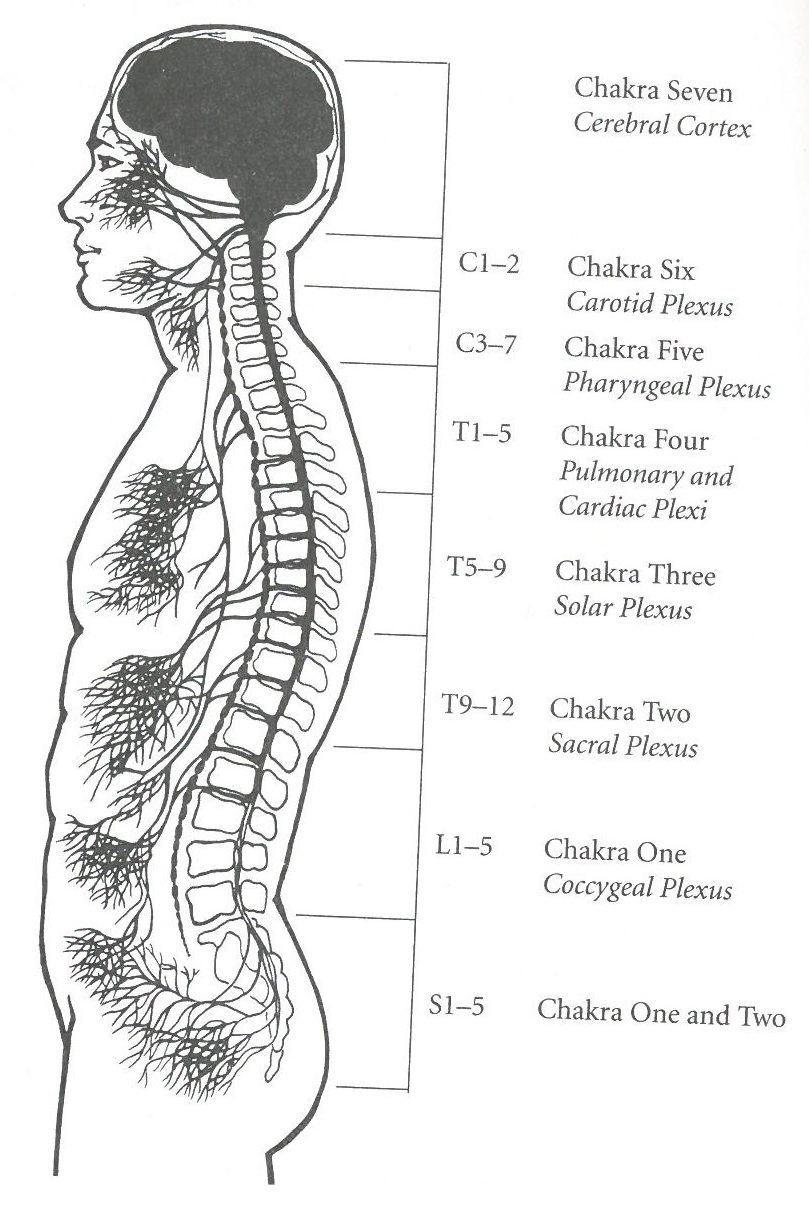 Chakra Seven
Cerebral Cortex
C1–2 Chakra Six
Carotid Plexus
C3–7 Chakra Five
Pharyngeal Plexus
T1–5 Chakra Four
Pulmonary and
Cardiac Plexi
T5–9 Chakra Three
Solar Plexus
T9–12 Chakra Two
Sacral Plexus
L1–5 Chakra One
Coccygeal Plexus
S1–5 Chakra One and Two